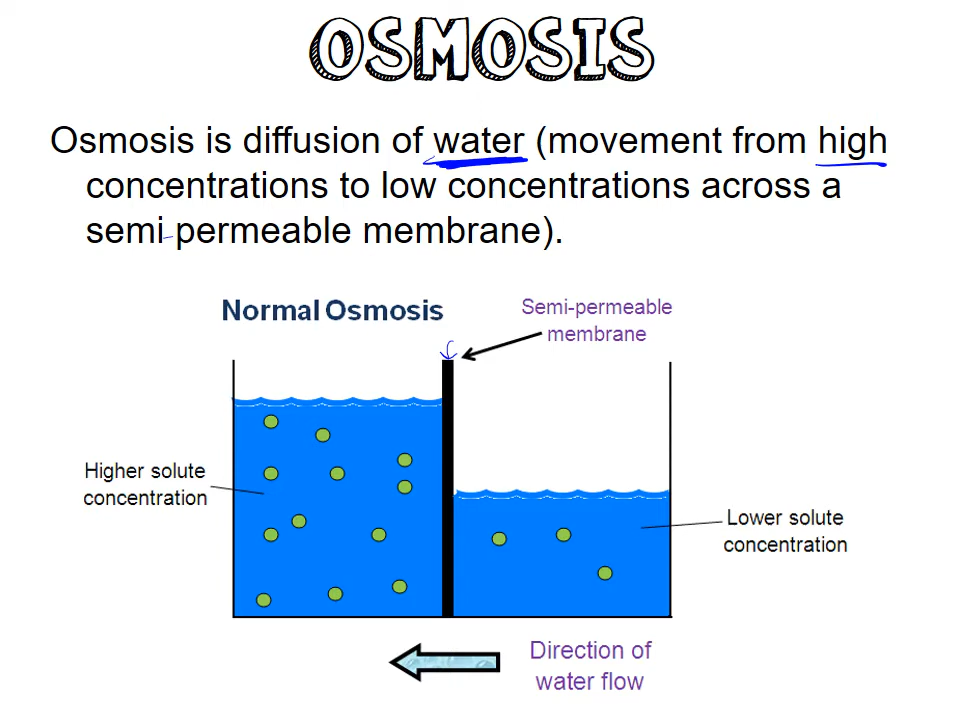 OSMOSIS
Osmosis is diffusion of water (movement from high
concentrations to low concentrations across a
semi-permeable membrane).
Normal Osmosis
Semi-permeable
membrane
Higher solute
concentration
Lower solute
concentration
Direction of
water flow